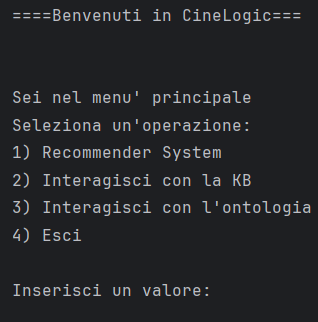 ====Benvenuti in CineLogic===
Sei nel menu' principale
Seleziona un'operazione:
1) Recommender System
2) Interagisci con la KB
3) Interagisci con l'ontologia
4) Esci
Inserisci un valore: